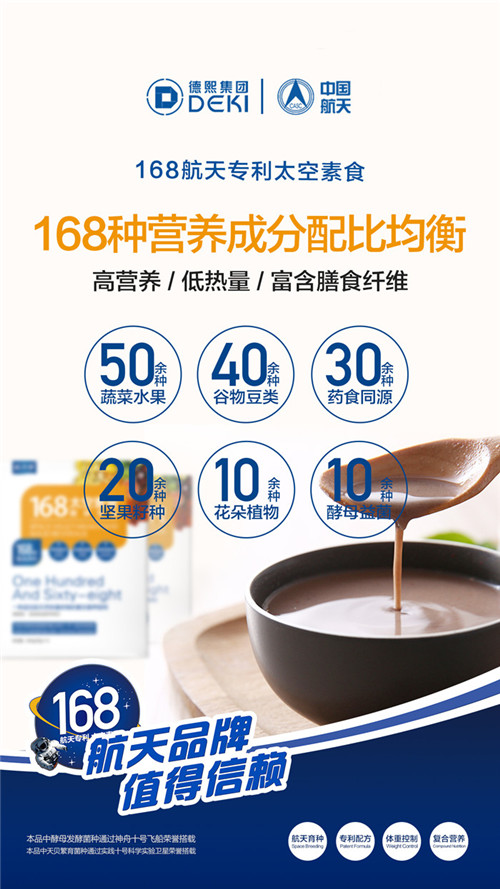 德熙集团
DEKI
CASC
中国
航天
168航天专利太空素食
168种营养成分配比均衡
高营养 / 低热量 / 富含膳食纤维
50余种
蔬菜水果
40余种
谷物豆类
30余种
药食同源
20余种
坚果籽种
10余种
花朵植物
10余种
酵母益菌
168
One Hundred
And Sixty-eight
168
航天专利
航天品牌
值得信赖
本品中酵母发酵菌种通过神舟十号飞船荣誉搭载
本品中天贝繁育菌种通过实践十号科学实验卫星荣誉搭载
航天育种
Space Breeding
专利配方
Patent Formula
体重控制
Weight Control
复合营养
Compound Nutrition